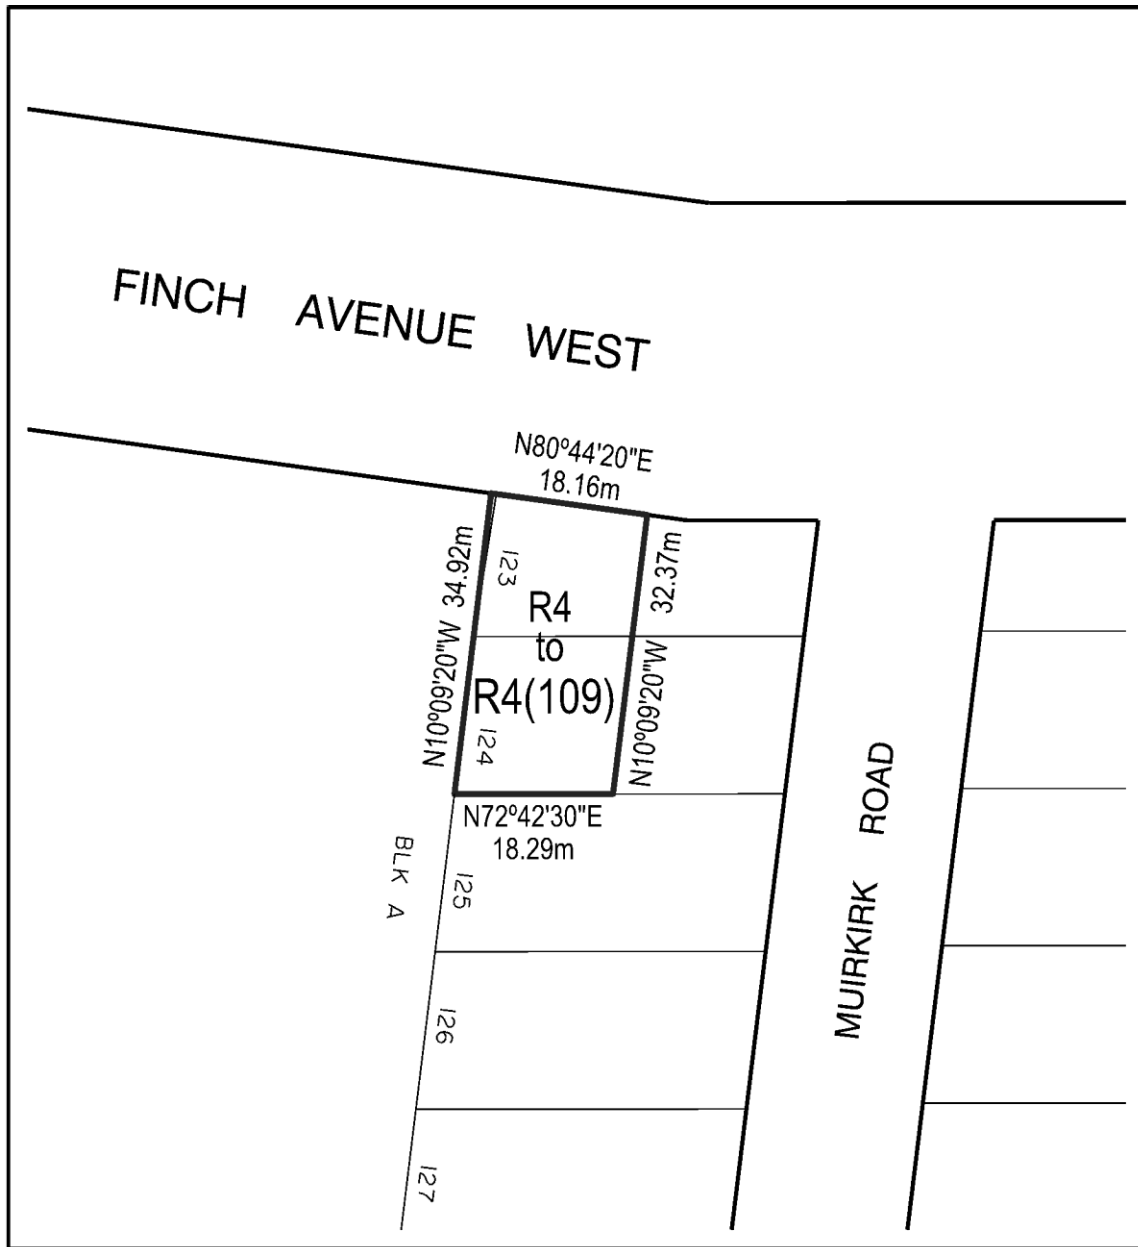 FINCH AVENUE WEST
N80º44'20"E
18.16m
N10º09'20"W 34.92m
123
R4
to
R4(109)
124
N10º09'20"W 32.37m
N72º42'30"E
18.29m
BLK A
125
126
127
MUIRKIRK ROAD